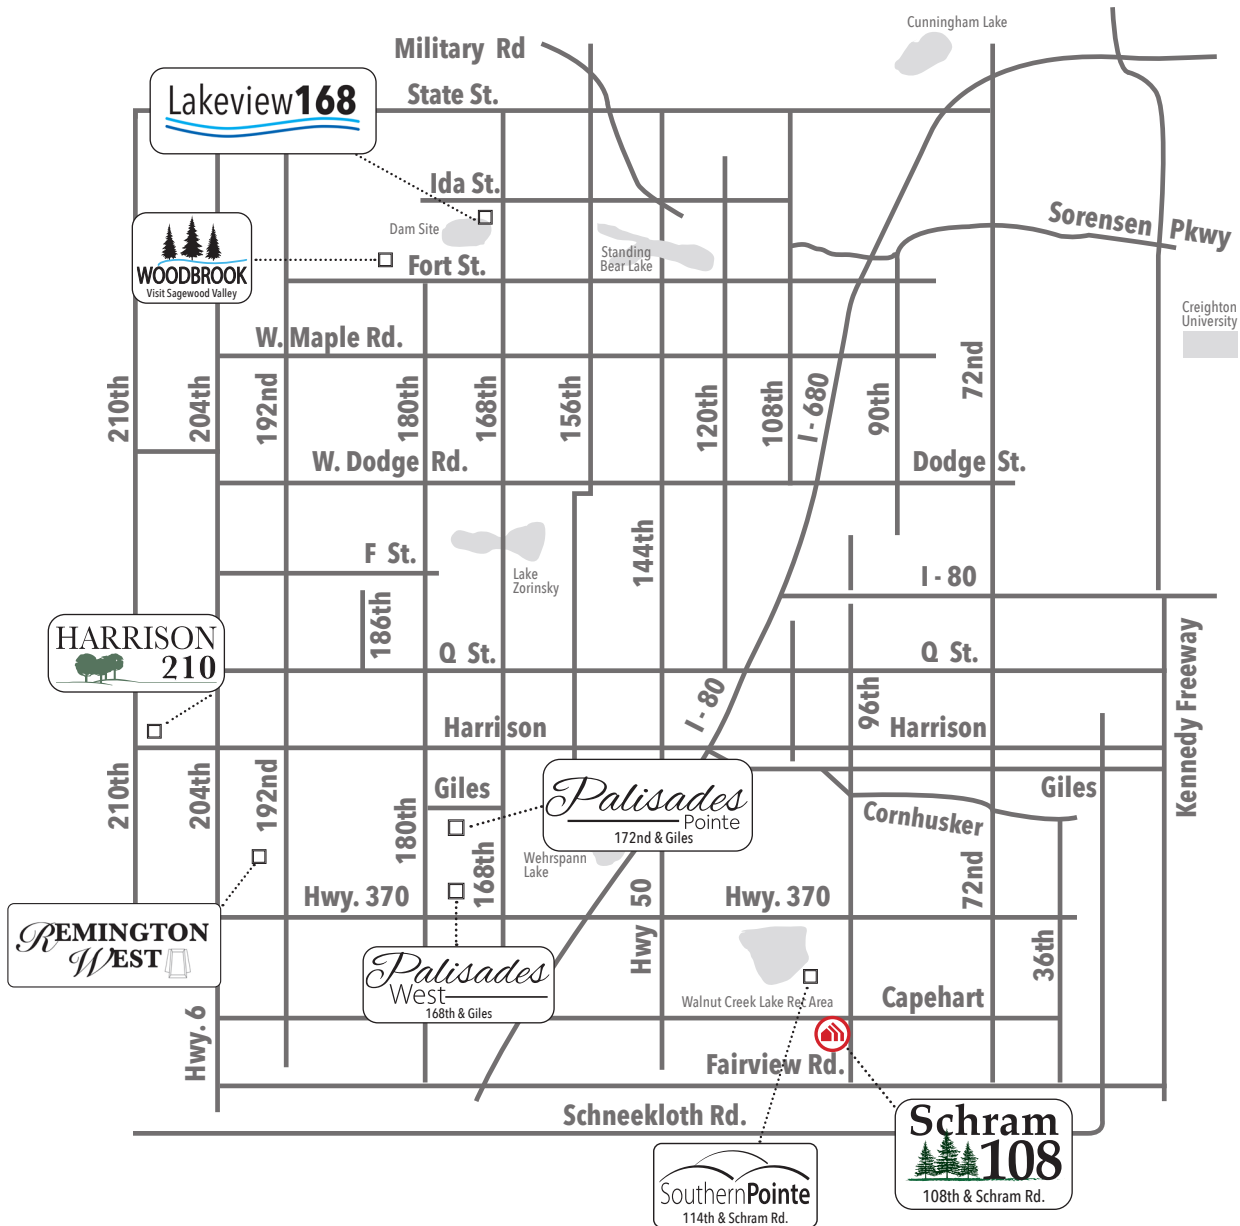 Cunningham Lake
Military Rd
State St.
Lakeview168
Ida St.
Dam Site
Standing
Bear Lake
Sorensen Pkwy
WOODBROOK
Visit Sagewood Valley
Fort St.
Creighton
University
W. Maple Rd.
210th
204th
192nd
180th
168th
156th
120th
108th
I - 680
90th
72nd
W. Dodge Rd.
Dodge St.
144th
F St.
Lake
Zorinsky
I - 80
186th
HARRISON
210
Q St.
Q St.
I - 80
96th
Kennedy Freeway
Harrison
Harrison
210th
204th
192nd
180th
Giles
168th
Palisades
Pointe
172nd & Giles
Giles
Cornhusker
Wehrspann
Lake
72nd
Hwy. 370
Hwy 50
Hwy. 370
REMINGTON
WEST
36th
Palisades
West
168th & Giles
Walnut Creek Lake Rec Area
Capehart
Hwy. 6
Fairview Rd.
Schneekloth Rd.
Schram
108
108th & Schram Rd.
SouthernPointe
114th & Schram Rd.